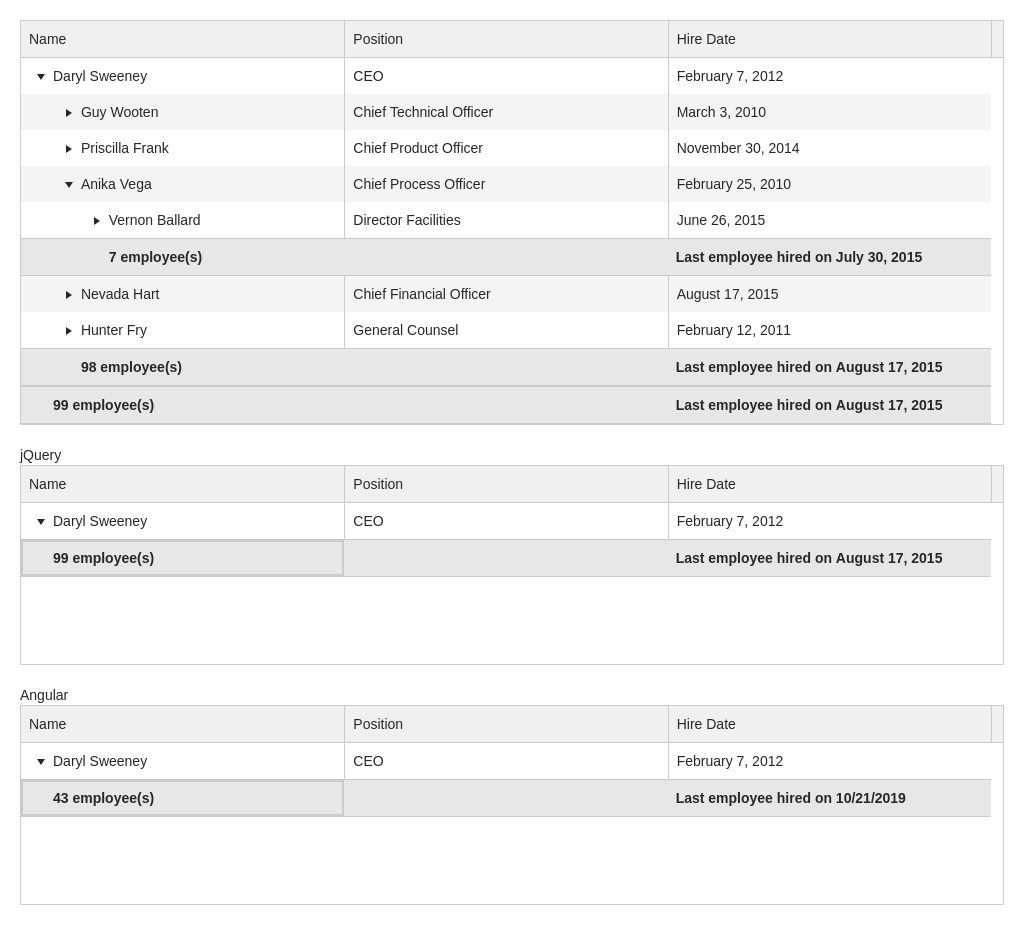 Name Position Hire Date
Daryl Sweeney CEO February 7, 2012
Guy Wooten Chief Technical Officer March 3, 2010
Priscilla Frank Chief Product Officer November 30, 2014
Anika Vega Chief Process Officer February 25, 2010
Vernon Ballard Director Facilities June 26, 2015
7 employee(s) Last employee hired on July 30, 2015
Nevada Hart Chief Financial Officer August 17, 2015
Hunter Fry General Counsel February 12, 2011
98 employee(s) Last employee hired on August 17, 2015
99 employee(s) Last employee hired on August 17, 2015
jQuery
Name Position Hire Date
Daryl Sweeney CEO February 7, 2012
99 employee(s) Last employee hired on August 17, 2015
Angular
Name Position Hire Date
Daryl Sweeney CEO February 7, 2012
43 employee(s) Last employee hired on 10/21/2019